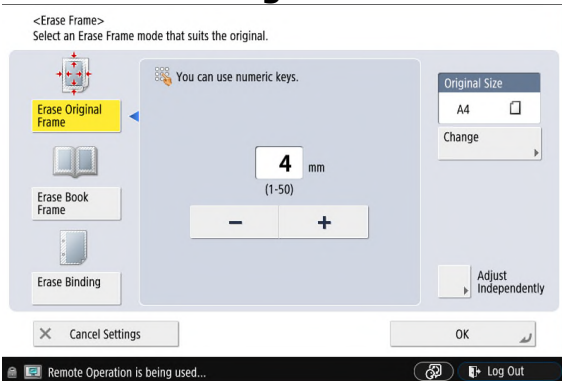 <Erase Frame>
Select an Erase Frame mode that suits the original.
Erase Original
Frame
Erase Book
Frame
Erase Binding
You can use numeric keys.
4 mm
(1-50)
− +
Original Size
A4
Change
Adjust
Independently
Cancel Settings
OK
Remote Operation is being used...
Log Out